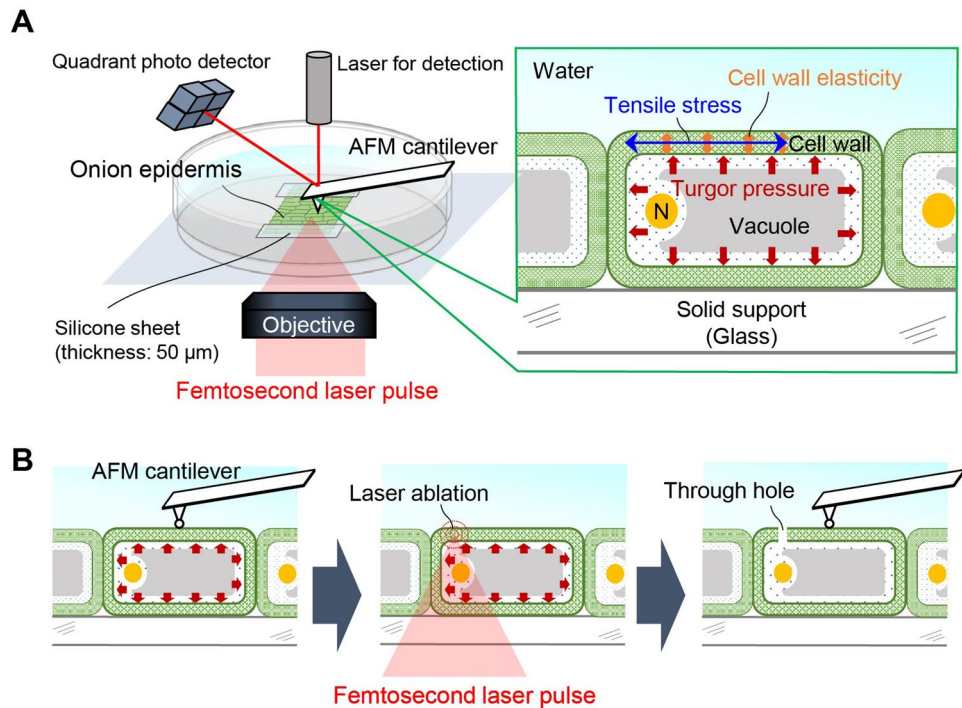 A
Quadrant photo detector
Laser for detection
AFM cantilever
Onion epidermis
Silicone sheet
(thickness: 50 µm)
Objective
Femtosecond laser pulse
Water
Cell wall elasticity
Tensile stress
Cell wall
Turgor pressure
N
Vacuole
Solid support
(Glass)
B
AFM cantilever
Laser ablation
Through hole
Femtosecond laser pulse